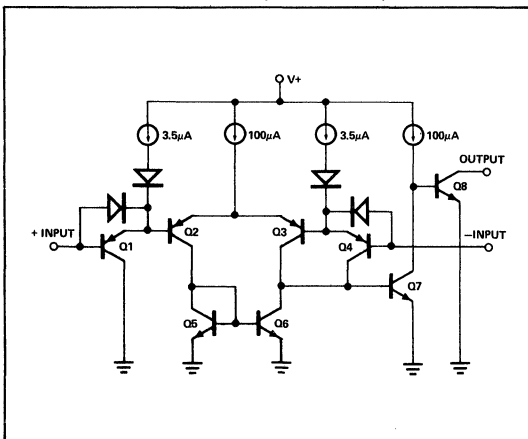 V+
3.5μA
100μA
3.5μA
100μA
OUTPUT
Q8
+ INPUT
Q1
Q2
Q3
Q4
–INPUT
Q5
Q6
Q7